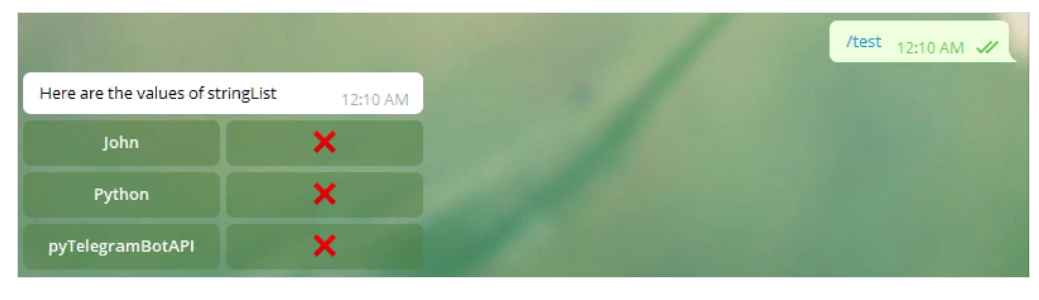 /test 12:10 AM
Here are the values of stringList 12:10 AM
John ❌
Python ❌
pyTelegramBotAPI ❌